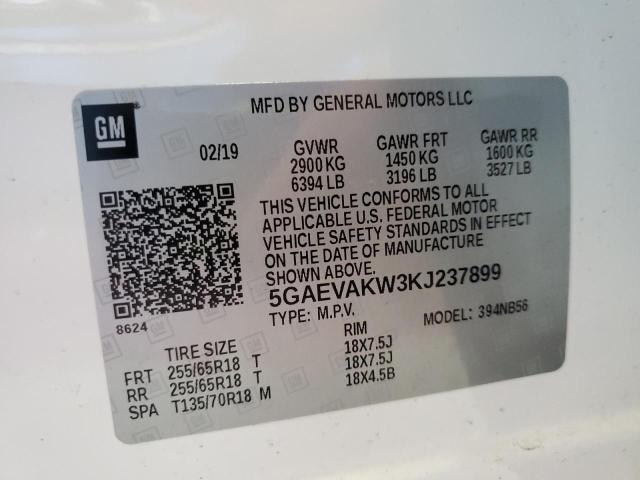 MFD BY GENERAL MOTORS LLC
GM
02/19
GVWR GAWR FRT GAWR RR
2900 KG 1450 KG 1600 KG
6394 LB 3196 LB 3527 LB
THIS VEHICLE CONFORMS TO ALL
APPLICABLE U.S. FEDERAL MOTOR
VEHICLE SAFETY STANDARDS IN EFFECT
ON THE DATE OF MANUFACTURE
SHOWN ABOVE.
5GAEVAKW3KJ237899
8624
TYPE: M.P.V. MODEL: 394NB56
TIRE SIZE RIM
FRT 255/65R18 T 18X7.5J
RR 255/65R18 T 18X7.5J
SPA T135/70R18 M 18X4.5B